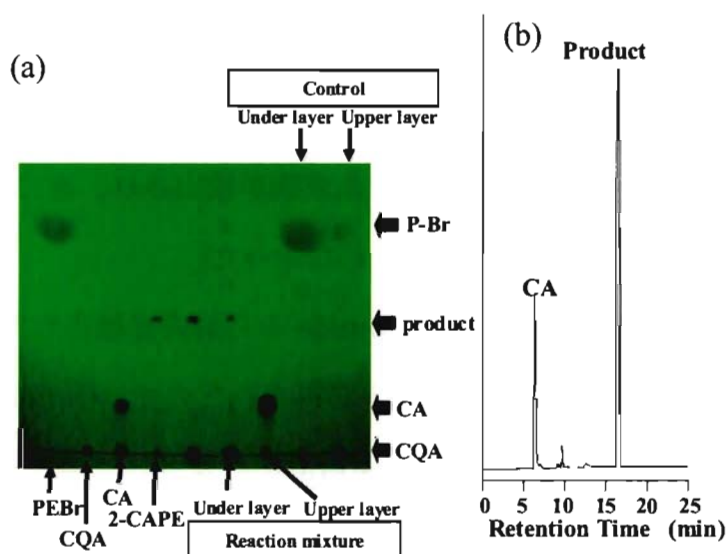 (a)
Control
Under layer Upper layer
P-Br
product
CA
CQA
PEBr
CQA
CA
2-CAPE
Under layer Upper layer
Reaction mixture
(b)
Product
CA
0 5 10 15 20 25
Retention Time (min)